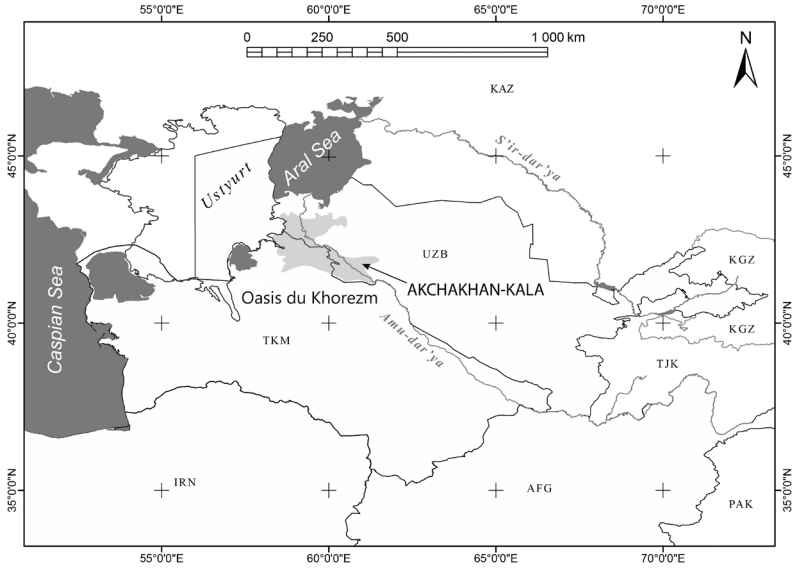 55°0'0"E 60°0'0"E 65°0'0"E 70°0'0"E
0 250 500 1 000 km
N
KAZ
45°0'0"N
Aral Sea
S'ir-dar'ya
45°0'0"N
Ustyurt
UZB
KGZ
AKCHAKHAN-KALA
Oasis du Khorezm
Caspian Sea
40°0'0"N
Amu-dar'ya
KGZ
40°0'0"N
TKM
TJK
IRN
AFG
35°0'0"N
35°0'0"N
PAK
55°0'0"E 60°0'0"E 65°0'0"E 70°0'0"E